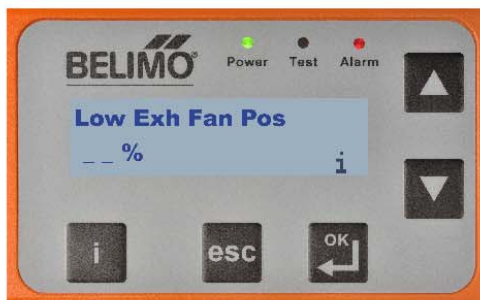 BELIMO®
Power Test Alarm
Low Exh Fan Pos
_ _ %
i
i
esc
OK